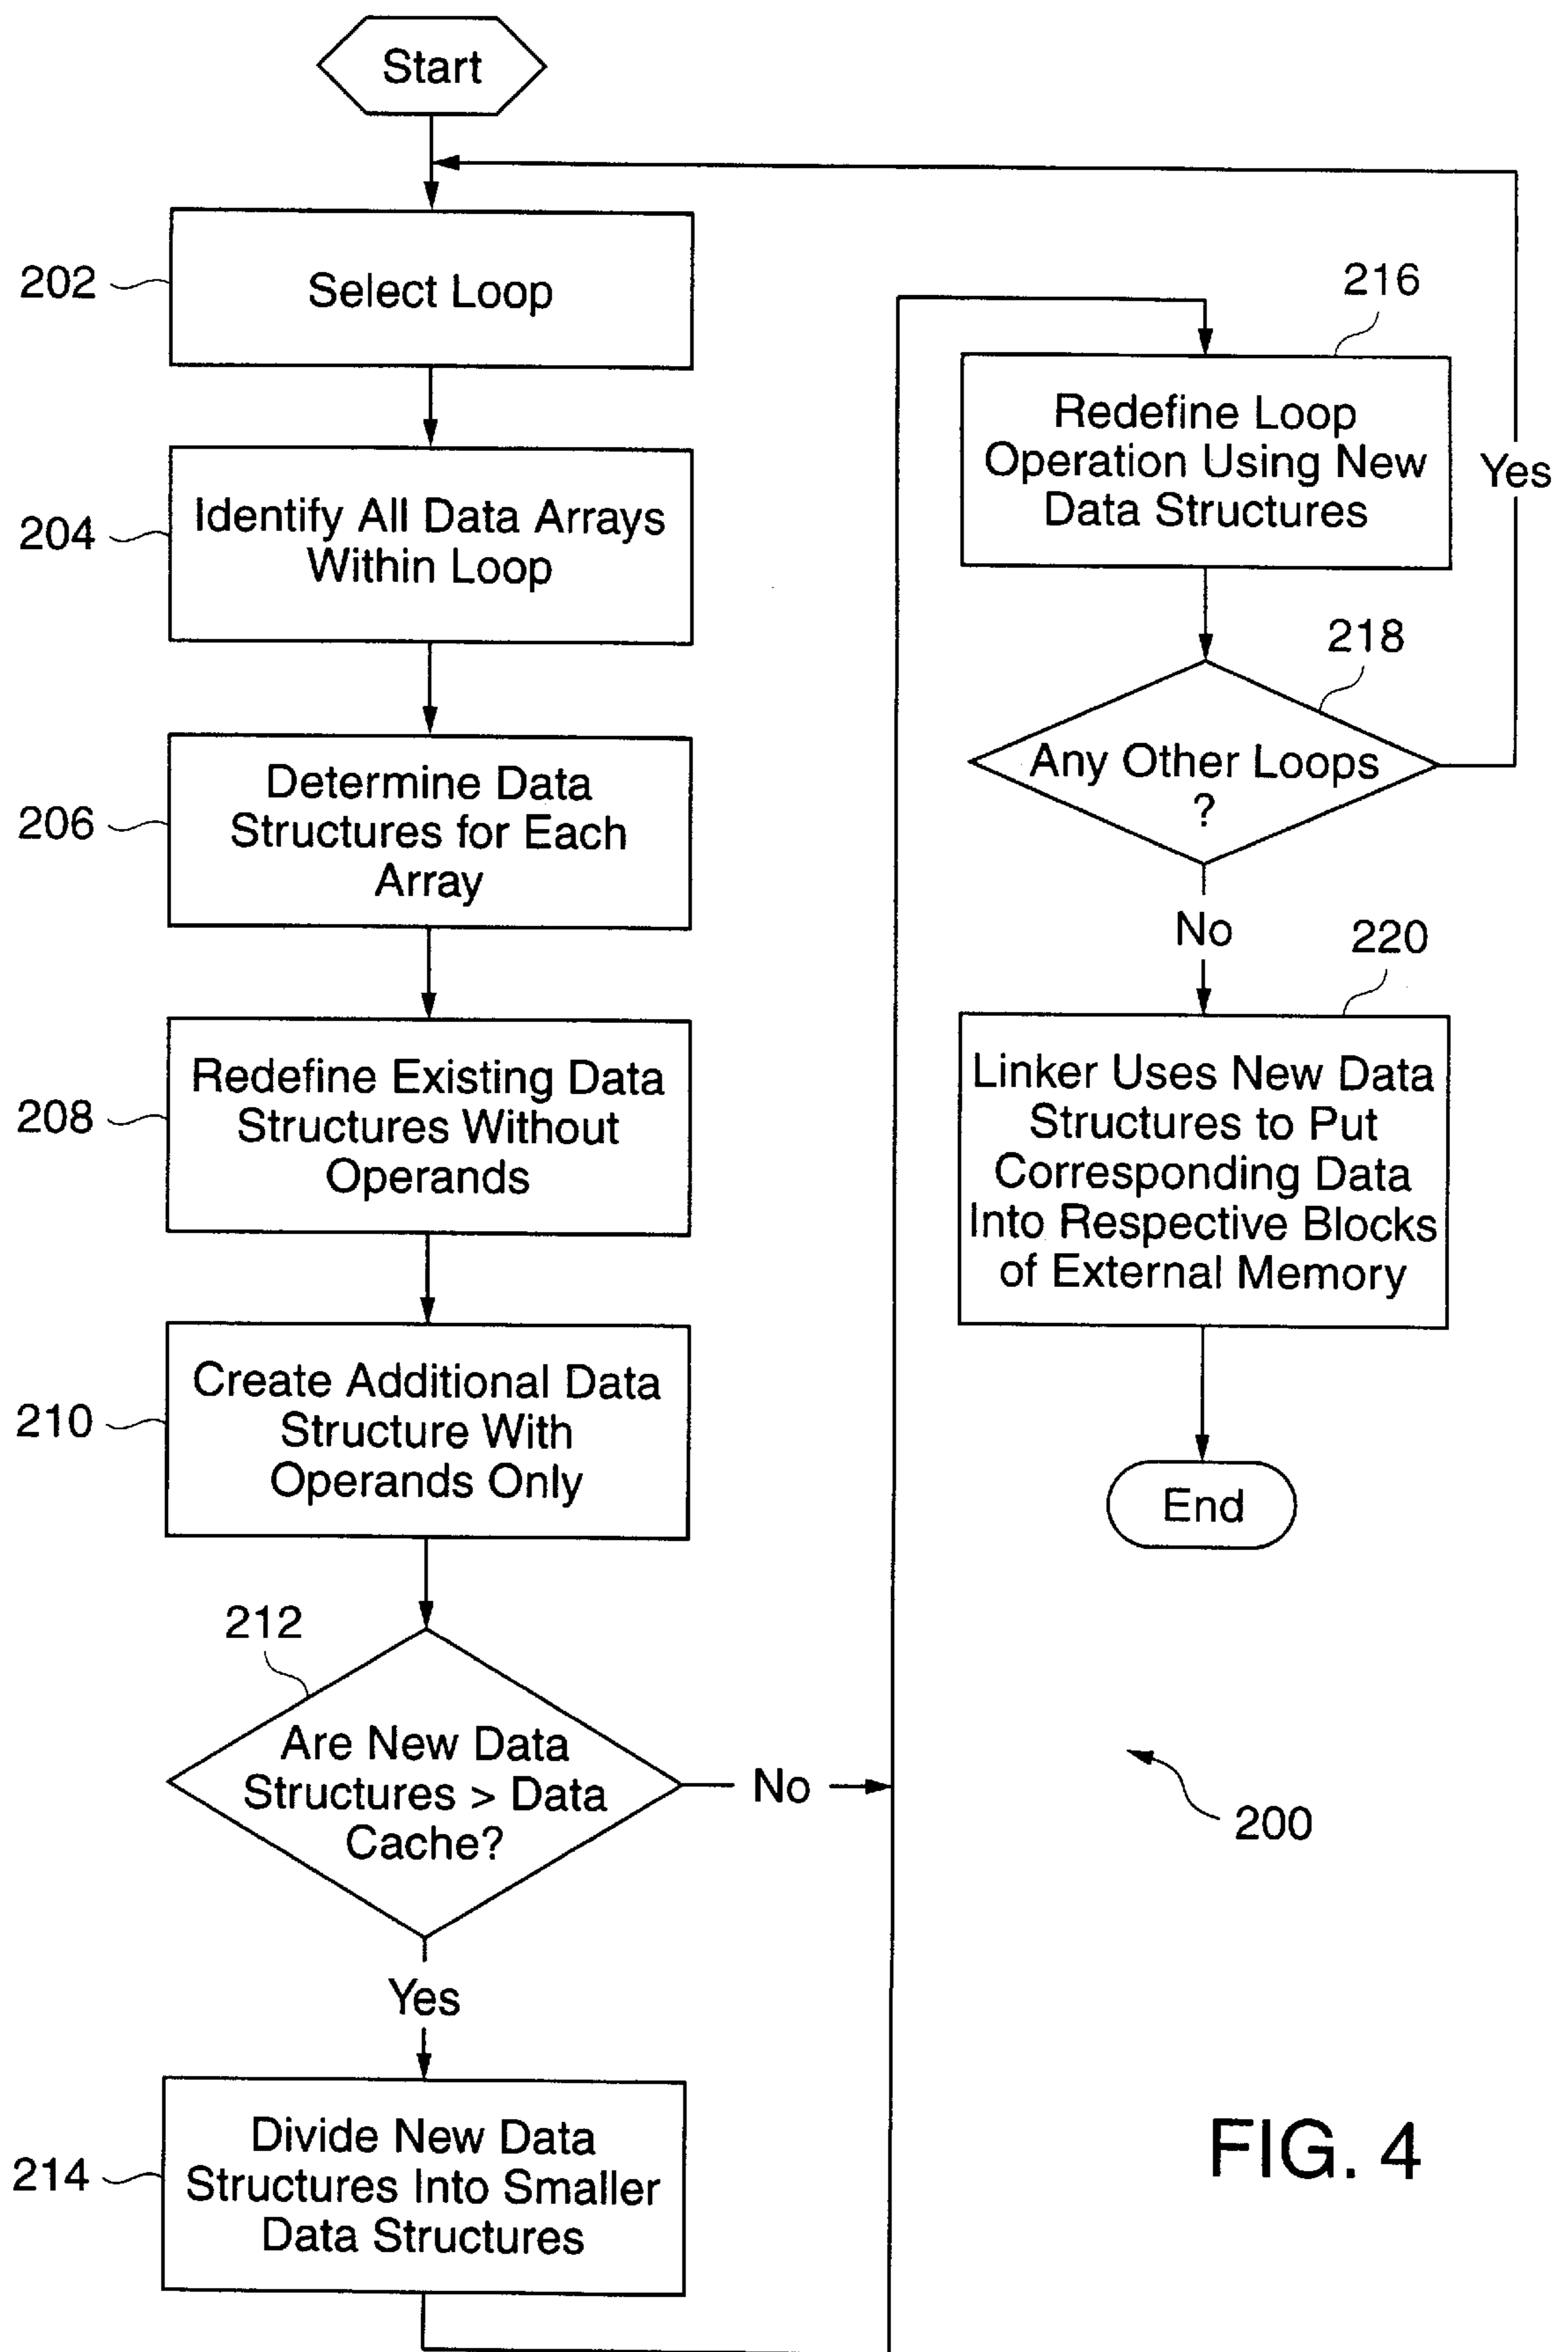 Start
202
Select Loop
204
Identify All Data Arrays
Within Loop
206
Determine Data
Structures for Each
Array
208
Redefine Existing Data
Structures Without
Operands
210
Create Additional Data
Structure With
Operands Only
212
Are New Data
Structures > Data
Cache?
No
Yes
214
Divide New Data
Structures Into Smaller
Data Structures
216
Redefine Loop
Operation Using New
Data Structures
Yes
218
Any Other Loops
?
No
220
Linker Uses New Data
Structures to Put
Corresponding Data
Into Respective Blocks
of External Memory
End
200
FIG. 4